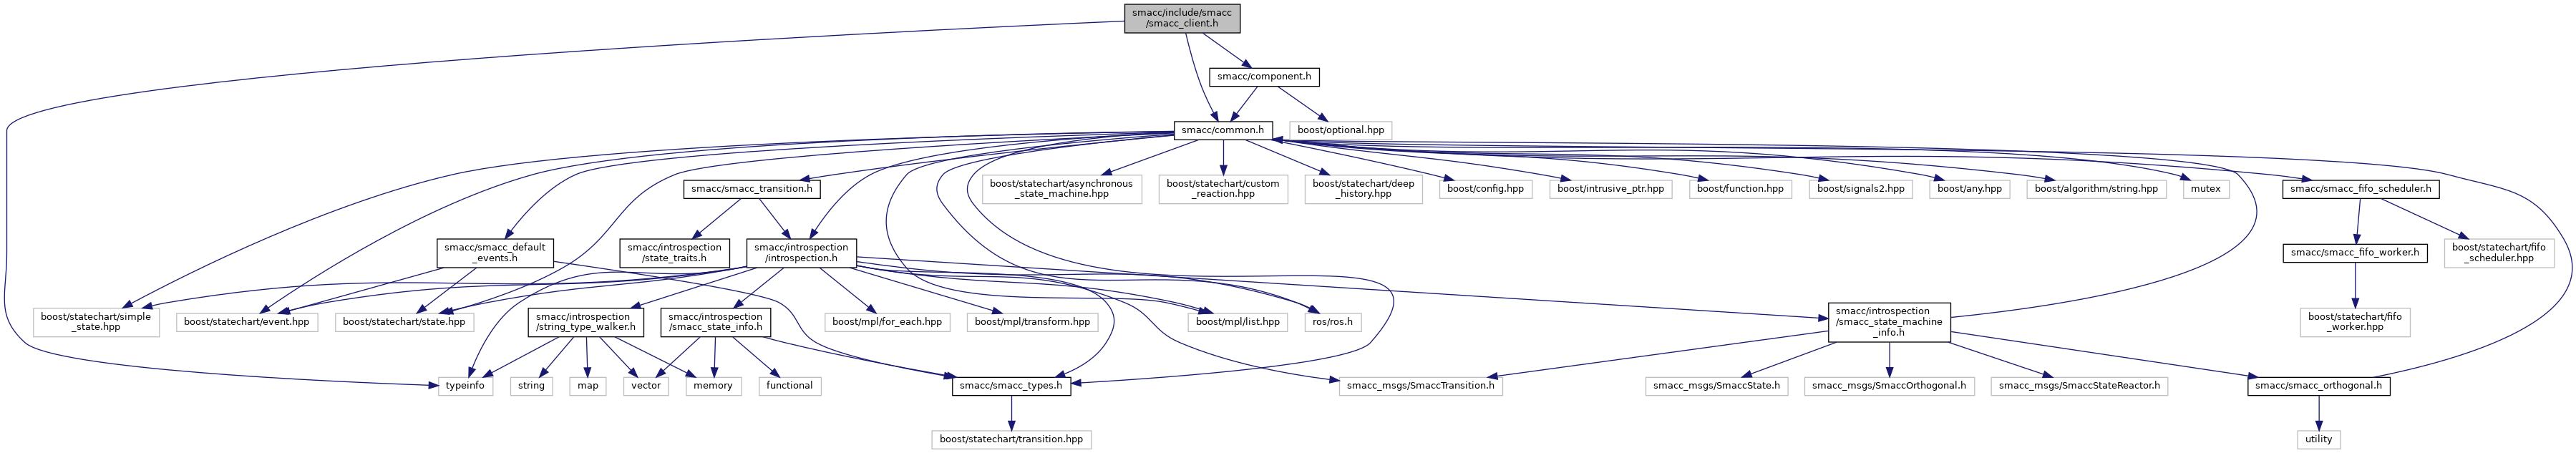 smacc/include/smacc
/smacc_client.h
smacc/component.h
smacc/common.h
boost/optional.hpp
smacc/smacc_transition.h
boost/statechart/asynchronous
_state_machine.hpp
boost/statechart/custom
_reaction.hpp
boost/statechart/deep
_history.hpp
boost/config.hpp
boost/intrusive_ptr.hpp
boost/function.hpp
boost/signals2.hpp
boost/any.hpp
boost/algorithm/string.hpp
mutex
smacc/smacc_fifo_scheduler.h
smacc/smacc_default
_events.h
smacc/introspection
/state_traits.h
smacc/introspection
/introspection.h
smacc/smacc_fifo_worker.h
boost/statechart/fifo
_scheduler.hpp
boost/statechart/simple
_state.hpp
boost/statechart/event.hpp
boost/statechart/state.hpp
smacc/introspection
/string_type_walker.h
smacc/introspection
/smacc_state_info.h
boost/mpl/for_each.hpp
boost/mpl/transform.hpp
boost/mpl/list.hpp
ros/ros.h
smacc/introspection
/smacc_state_machine
_info.h
boost/statechart/fifo
_worker.hpp
typeinfo
string
map
vector
memory
functional
smacc/smacc_types.h
smacc_msgs/SmaccTransition.h
smacc_msgs/SmaccState.h
smacc_msgs/SmaccOrthogonal.h
smacc_msgs/SmaccStateReactor.h
smacc/smacc_orthogonal.h
boost/statechart/transition.hpp
utility